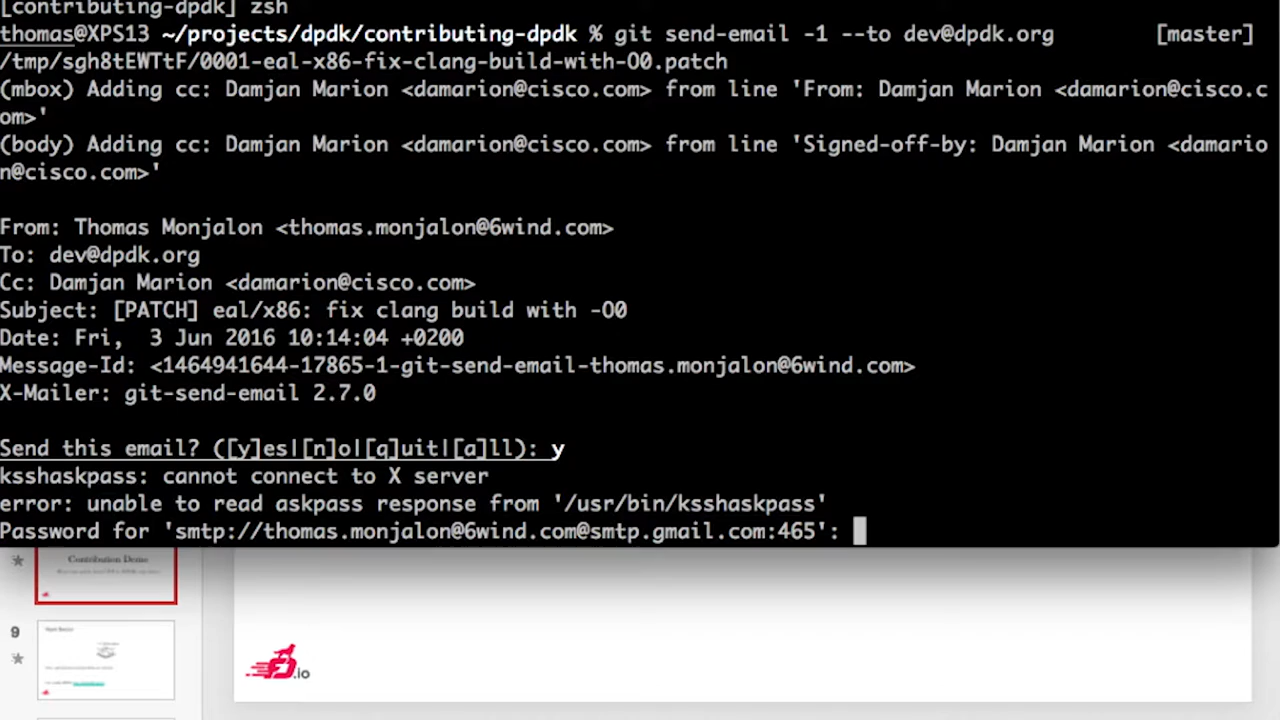 [contributing-dpdk] zsh
thomas@XPS13 ~/projects/dpdk/contributing-dpdk % git send-email -1 --to dev@dpdk.org [master]
/tmp/sgh8tEWTtF/0001-eal-x86-fix-clang-build-with-O0.patch
(mbox) Adding cc: Damjan Marion <damarion@cisco.com> from line 'From: Damjan Marion <damarion@cisco.c
om>'
(body) Adding cc: Damjan Marion <damarion@cisco.com> from line 'Signed-off-by: Damjan Marion <damario
n@cisco.com>'
From: Thomas Monjalon <thomas.monjalon@6wind.com>
To: dev@dpdk.org
Cc: Damjan Marion <damarion@cisco.com>
Subject: [PATCH] eal/x86: fix clang build with -O0
Date: Fri,  3 Jun 2016 10:14:04 +0200
Message-Id: <1464941644-17865-1-git-send-email-thomas.monjalon@6wind.com>
X-Mailer: git-send-email 2.7.0
Send this email? ([y]es|[n]o|[q]uit|[a]ll): y
ksshaskpass: cannot connect to X server
error: unable to read askpass response from '/usr/bin/ksshaskpass'
Password for 'smtp://thomas.monjalon@6wind.com@smtp.gmail.com:465':
Contribution Demo
9
.io